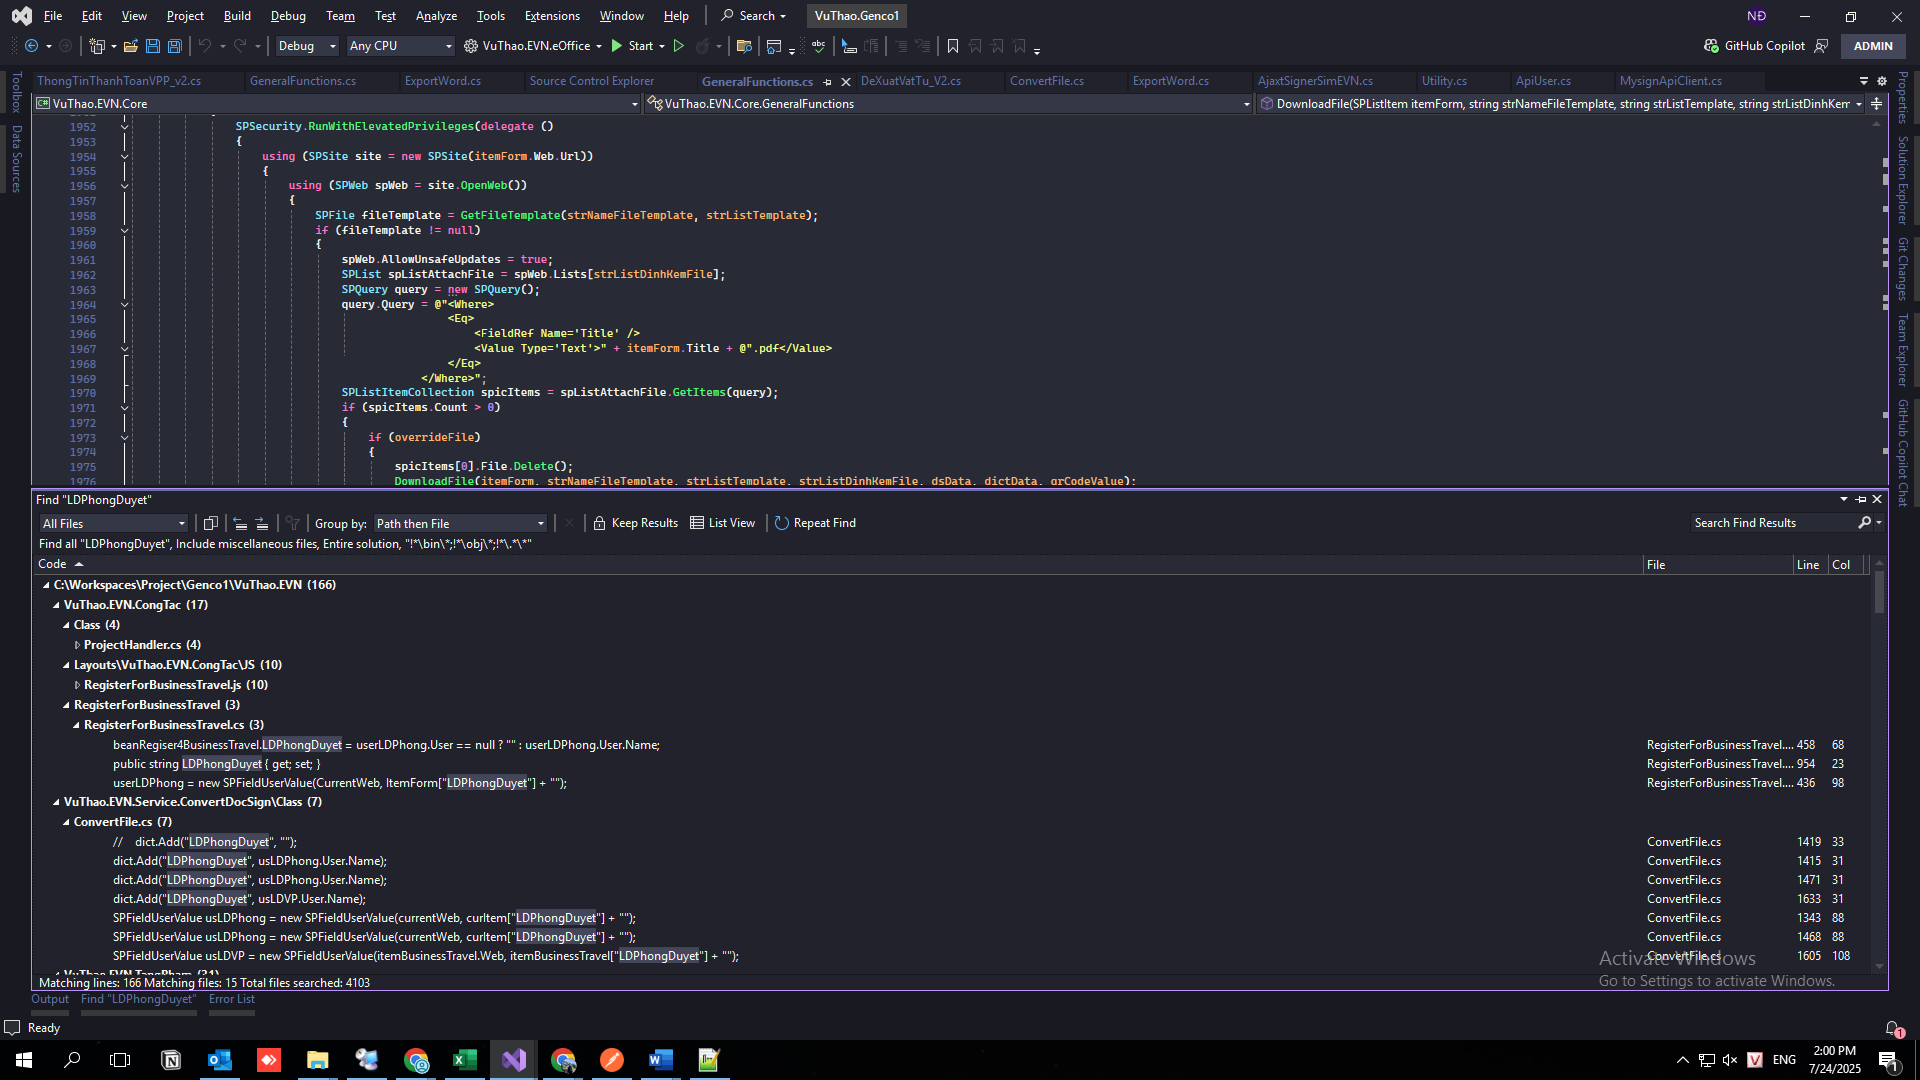 File Edit View Project Build Debug Team Test Analyze Tools Extensions Window Help Search VuThao.Genco1 NĐ
Debug Any CPU VuThao.EVN.eOffice Start GitHub Copilot ADMIN
ThongTinThanhToanVPP_v2.cs GeneralFunctions.cs ExportWord.cs Source Control Explorer GeneralFunctions.cs DeXuatVatTu_V2.cs ConvertFile.cs ExportWord.cs AjaxtSignerSimEVN.cs Utility.cs ApiUser.cs MysignApiClient.cs
VuThao.EVN.Core VuThao.EVN.Core.GeneralFunctions DownloadFile(SPListItem itemForm, string strNameFileTemplate, string strListTemplate, string strListDinhKem
Toolbox
Data Sources
Properties
Solution Explorer
Git Changes
Team Explorer
GitHub Copilot Chat
1952 SPSecurity.RunWithElevatedPrivileges(delegate ()
1953 {
1954 using (SPSite site = new SPSite(itemForm.Web.Url))
1955 {
1956 using (SPWeb spWeb = site.OpenWeb())
1957 {
1958 SPFile fileTemplate = GetFileTemplate(strNameFileTemplate, strListTemplate);
1959 if (fileTemplate != null)
1960 {
1961 spWeb.AllowUnsafeUpdates = true;
1962 SPList spListAttachFile = spWeb.Lists[strListDinhKemFile];
1963 SPQuery query = new SPQuery();
1964 query.Query = @"<Where>
1965 <Eq>
1966 <FieldRef Name='Title' />
1967 <Value Type='Text'>" + itemForm.Title + @".pdf</Value>
1968 </Eq>
1969 </Where>";
1970 SPListItemCollection spicItems = spListAttachFile.GetItems(query);
1971 if (spicItems.Count > 0)
1972 {
1973 if (overrideFile)
1974 {
1975 spicItems[0].File.Delete();
1976 DownloadFile(itemForm, strNameFileTemplate, strListTemplate, strListDinhKemFile, dsData, dictData, qrCodeValue);
Find "LDPhongDuyet"
All Files Group by: Path then File Keep Results List View Repeat Find Search Find Results
Find all "LDPhongDuyet", Include miscellaneous files, Entire solution, "!*\bin\*;!*\obj\*;!*\.*\*"
Code File Line Col
C:\Workspaces\Project\Genco1\VuThao.EVN (166)
VuThao.EVN.CongTac (17)
Class (4)
ProjectHandler.cs (4)
Layouts\VuThao.EVN.CongTac\JS (10)
RegisterForBusinessTravel.js (10)
RegisterForBusinessTravel (3)
RegisterForBusinessTravel.cs (3)
beanRegiser4BusinessTravel.LDPhongDuyet = userLDPhong.User == null ? "" : userLDPhong.User.Name; RegisterForBusinessTravel.... 458 68
public string LDPhongDuyet { get; set; } RegisterForBusinessTravel.... 954 23
userLDPhong = new SPFieldUserValue(CurrentWeb, ItemForm["LDPhongDuyet"] + ""); RegisterForBusinessTravel.... 436 98
VuThao.EVN.Service.ConvertDocSign\Class (7)
ConvertFile.cs (7)
// dict.Add("LDPhongDuyet", ""); ConvertFile.cs 1419 33
dict.Add("LDPhongDuyet", usLDPhong.User.Name); ConvertFile.cs 1415 31
dict.Add("LDPhongDuyet", usLDPhong.User.Name); ConvertFile.cs 1471 31
dict.Add("LDPhongDuyet", usLDVP.User.Name); ConvertFile.cs 1633 31
SPFieldUserValue usLDPhong = new SPFieldUserValue(currentWeb, curItem["LDPhongDuyet"] + ""); ConvertFile.cs 1343 88
SPFieldUserValue usLDPhong = new SPFieldUserValue(currentWeb, curItem["LDPhongDuyet"] + ""); ConvertFile.cs 1468 88
SPFieldUserValue usLDVP = new SPFieldUserValue(itemBusinessTravel.Web, itemBusinessTravel["LDPhongDuyet"] + ""); ConvertFile.cs 1605 108
VuThao.EVN.TangPham (31)
Matching lines: 166 Matching files: 15 Total files searched: 4103
Activate Windows
Go to Settings to activate Windows.
Output Find "LDPhongDuyet" Error List
Ready 1
ENG 2:00 PM
7/24/2025 1